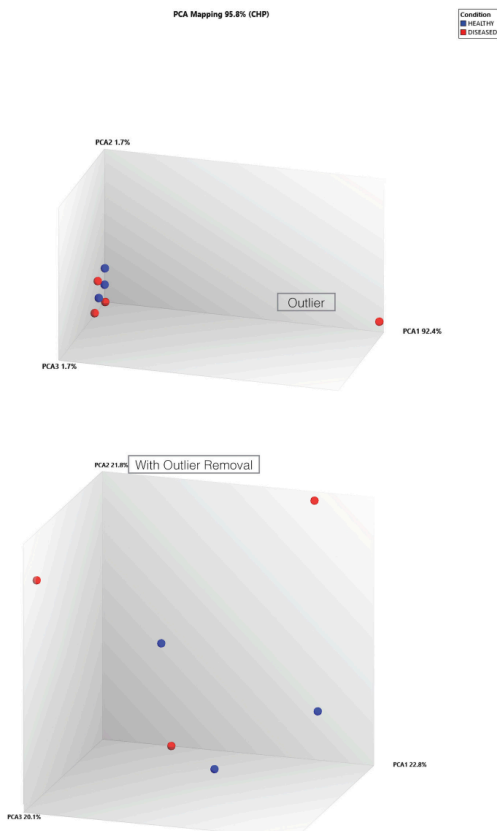 PCA Mapping 95.8% (CHP)
Condition
HEALTHY
DISEASED
PCA2 1.7%
Outlier
PCA1 92.4%
PCA3 1.7%
PCA2 21.8%
With Outlier Removal
PCA1 22.8%
PCA3 20.1%